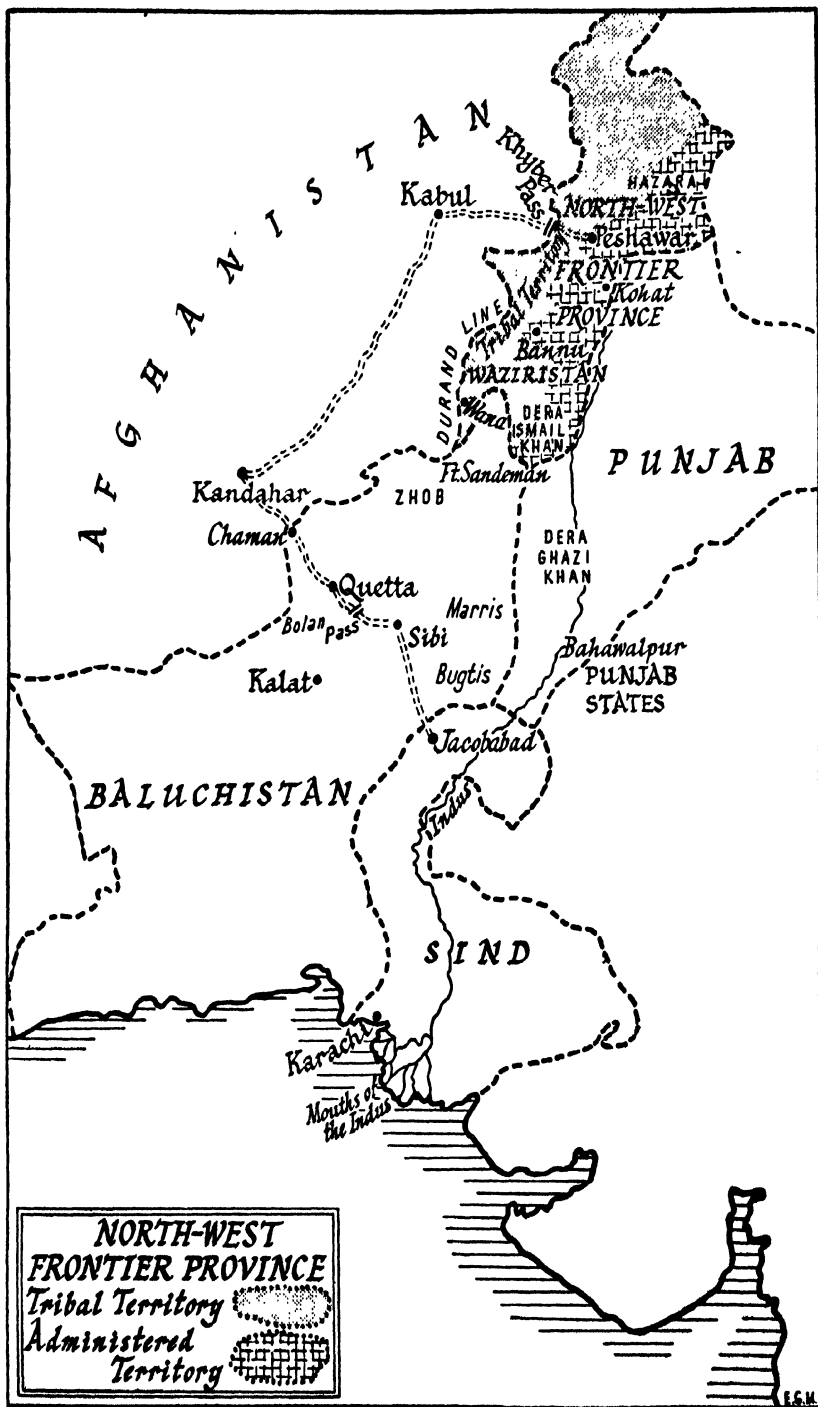 AFGHANISTAN
Khyber
Pass
Kabul
HAZARA
NORTH-WEST
Peshawar
FRONTIER
Kohat
PROVINCE
Tribal Territory
DURAND LINE
Bannu
WAZIRISTAN
Wana
DERA
ISMAIL
KHAN
PUNJAB
Ft. Sandeman
Kandahar
ZHOB
Chaman
DERA
GHAZI
KHAN
Quetta
Bolan Pass
Marris
Sibi
Bahawalpur
Kalat
Bugtis
PUNJAB
STATES
Jacobabad
BALUCHISTAN
Indus
SIND
Karachi
Mouths of
the Indus
NORTH-WEST
FRONTIER PROVINCE
Tribal Territory
Administered
Territory